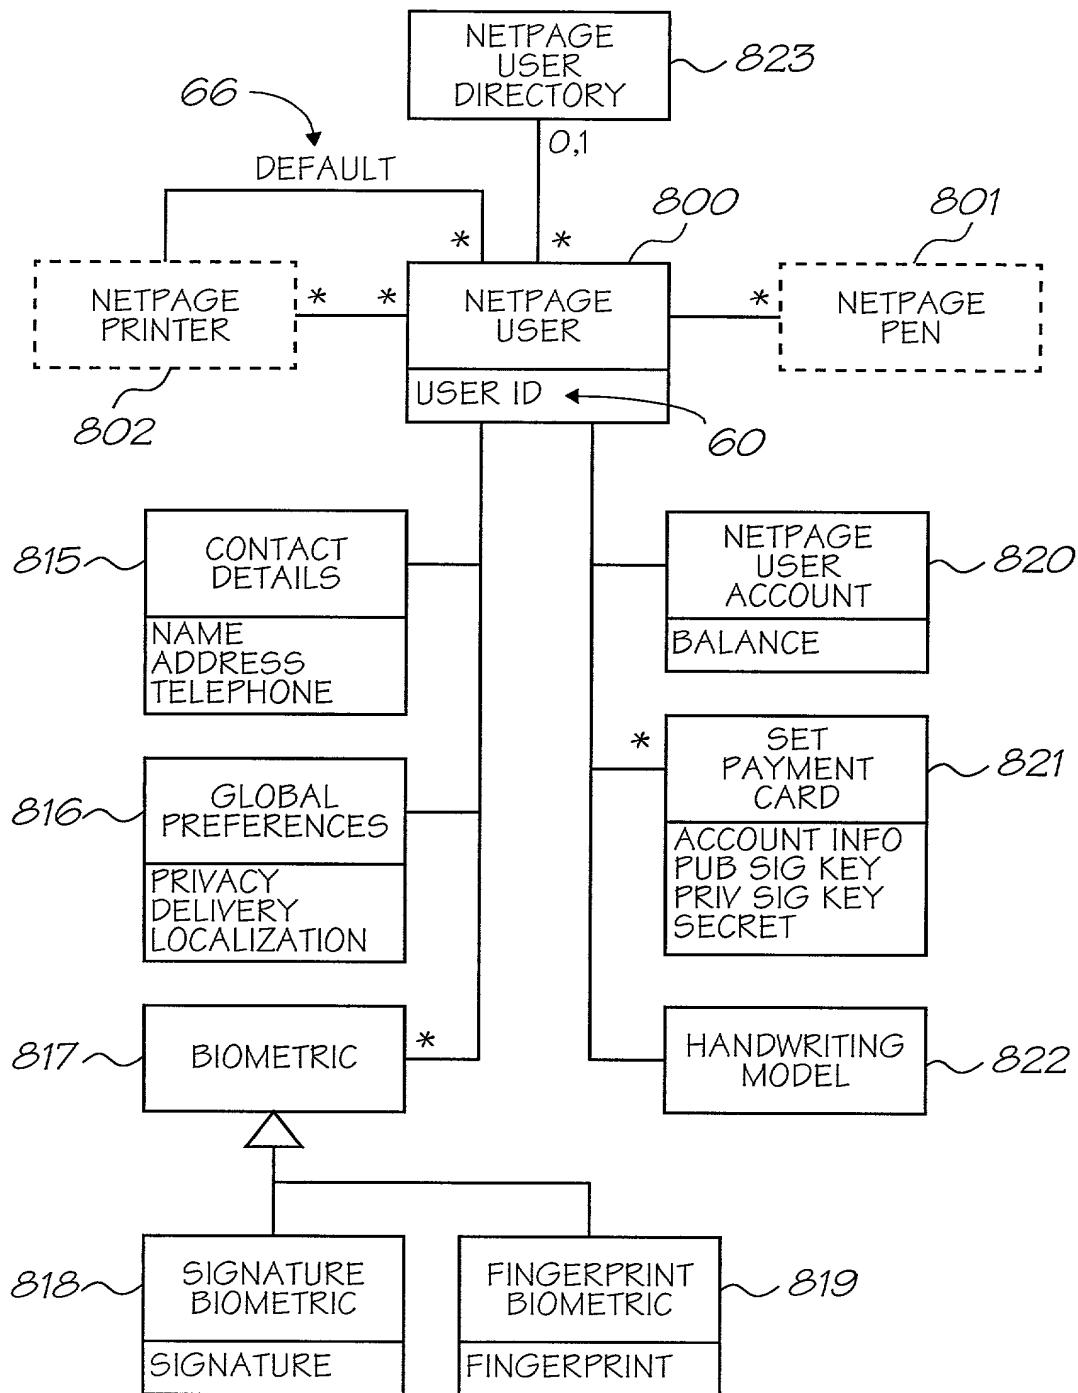 NETPAGE
USER
DIRECTORY
823
66
0,1
DEFAULT
800
801
*
*
NETPAGE
PRINTER
*
*
NETPAGE
USER
*
NETPAGE
PEN
USER ID
802
60
815
CONTACT
DETAILS
NAME
ADDRESS
TELEPHONE
NETPAGE
USER
ACCOUNT
820
BALANCE
816
GLOBAL
PREFERENCES
PRIVACY
DELIVERY
LOCALIZATION
*
SET
PAYMENT
CARD
821
ACCOUNT INFO
PUB SIG KEY
PRIV SIG KEY
SECRET
817
BIOMETRIC
*
HANDWRITING
MODEL
822
818
SIGNATURE
BIOMETRIC
SIGNATURE
FINGERPRINT
BIOMETRIC
819
FINGERPRINT